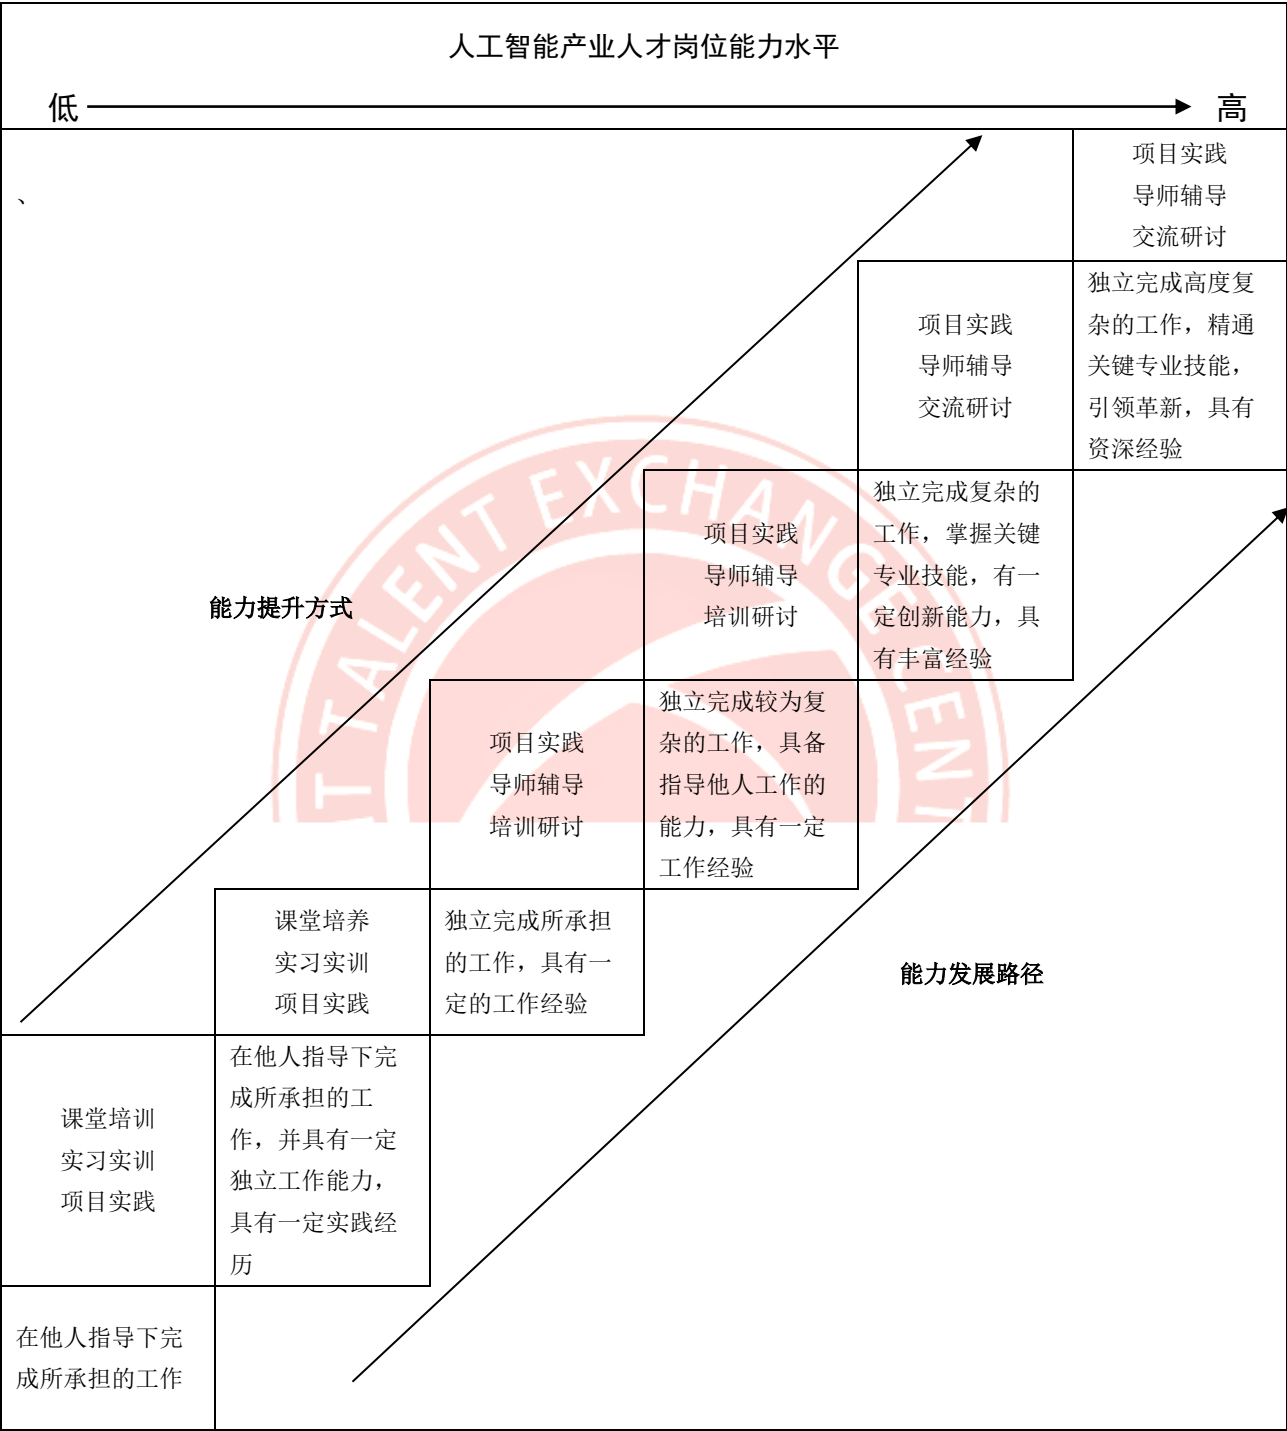 人工智能产业人才岗位能力水平
低
高
、
项目实践
导师辅导
交流研讨
项目实践
导师辅导
交流研讨
独立完成高度复
杂的工作，精通
关键专业技能，
引领革新，具有
资深经验
项目实践
导师辅导
培训研讨
独立完成复杂的
工作，掌握关键
专业技能，有一
定创新能力，具
有丰富经验
能力提升方式
项目实践
导师辅导
培训研讨
独立完成较为复
杂的工作，具备
指导他人工作的
能力，具有一定
工作经验
课堂培养
实习实训
项目实践
独立完成所承担
的工作，具有一
定的工作经验
能力发展路径
课堂培训
实习实训
项目实践
在他人指导下完
成所承担的工
作，并具有一定
独立工作能力，
具有一定实践经
历
在他人指导下完
成所承担的工作
T TALENT EXCHANGE CENT